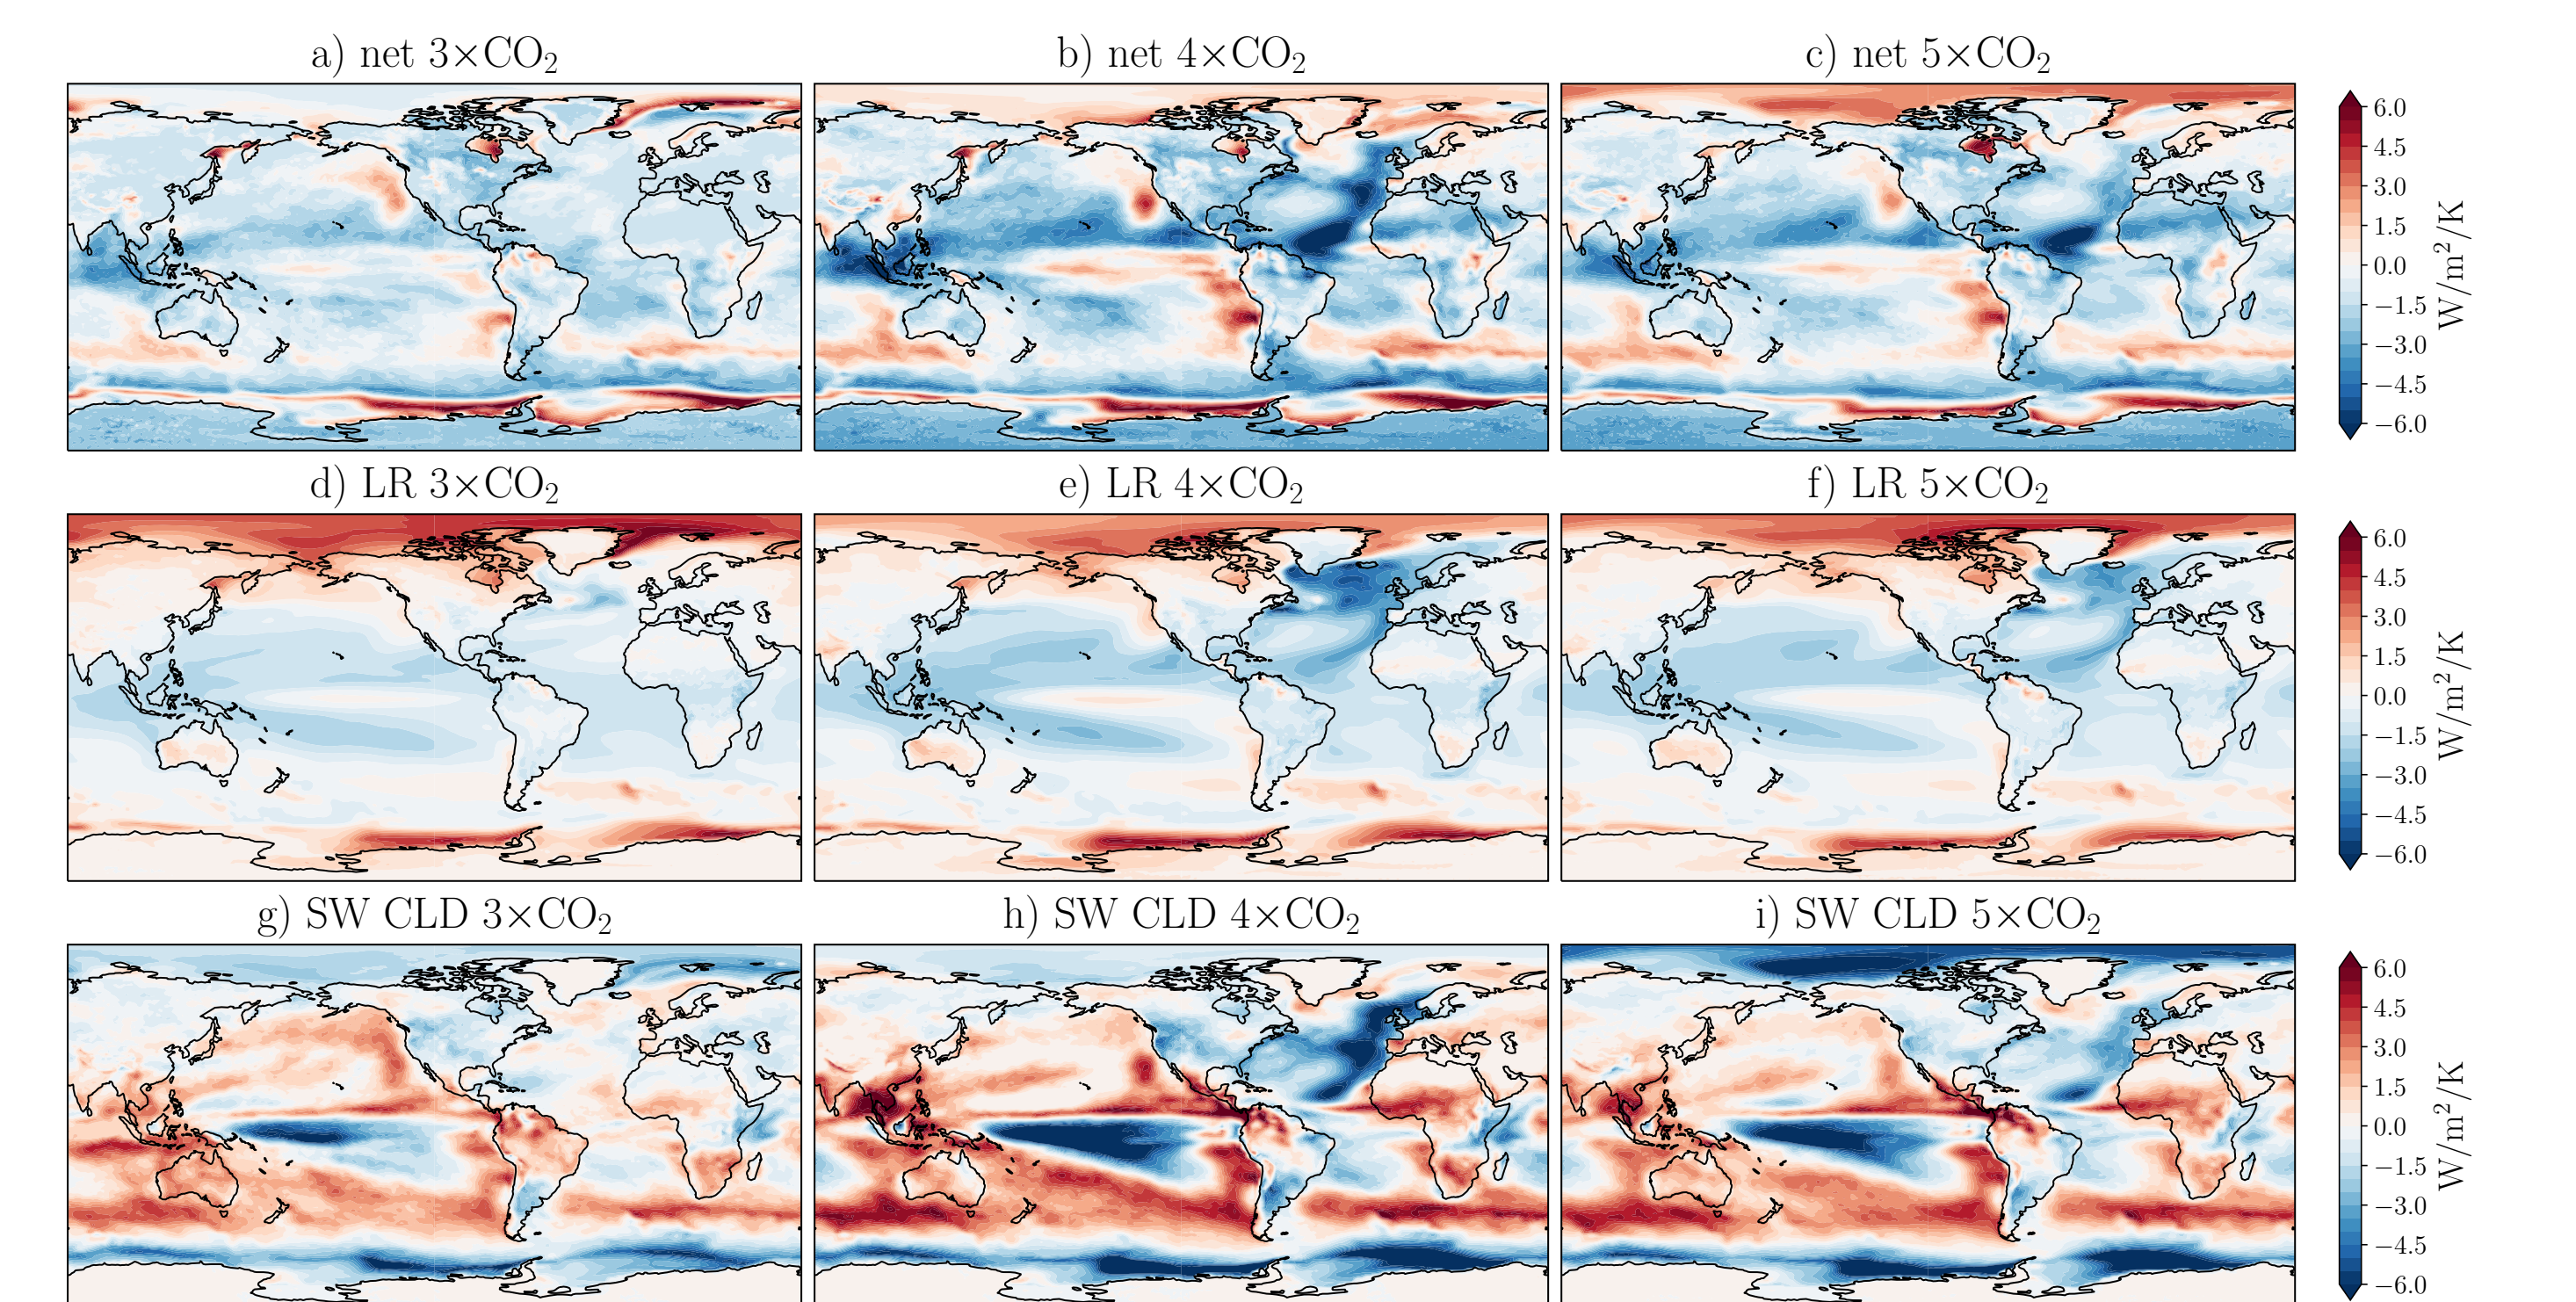 a) net 3×CO₂
b) net 4×CO₂
c) net 5×CO₂
6.0
4.5
3.0
1.5
0.0
−1.5
−3.0
−4.5
−6.0
W/m²/K
d) LR 3×CO₂
e) LR 4×CO₂
f) LR 5×CO₂
6.0
4.5
3.0
1.5
0.0
−1.5
−3.0
−4.5
−6.0
W/m²/K
g) SW CLD 3×CO₂
h) SW CLD 4×CO₂
i) SW CLD 5×CO₂
6.0
4.5
3.0
1.5
0.0
−1.5
−3.0
−4.5
−6.0
W/m²/K